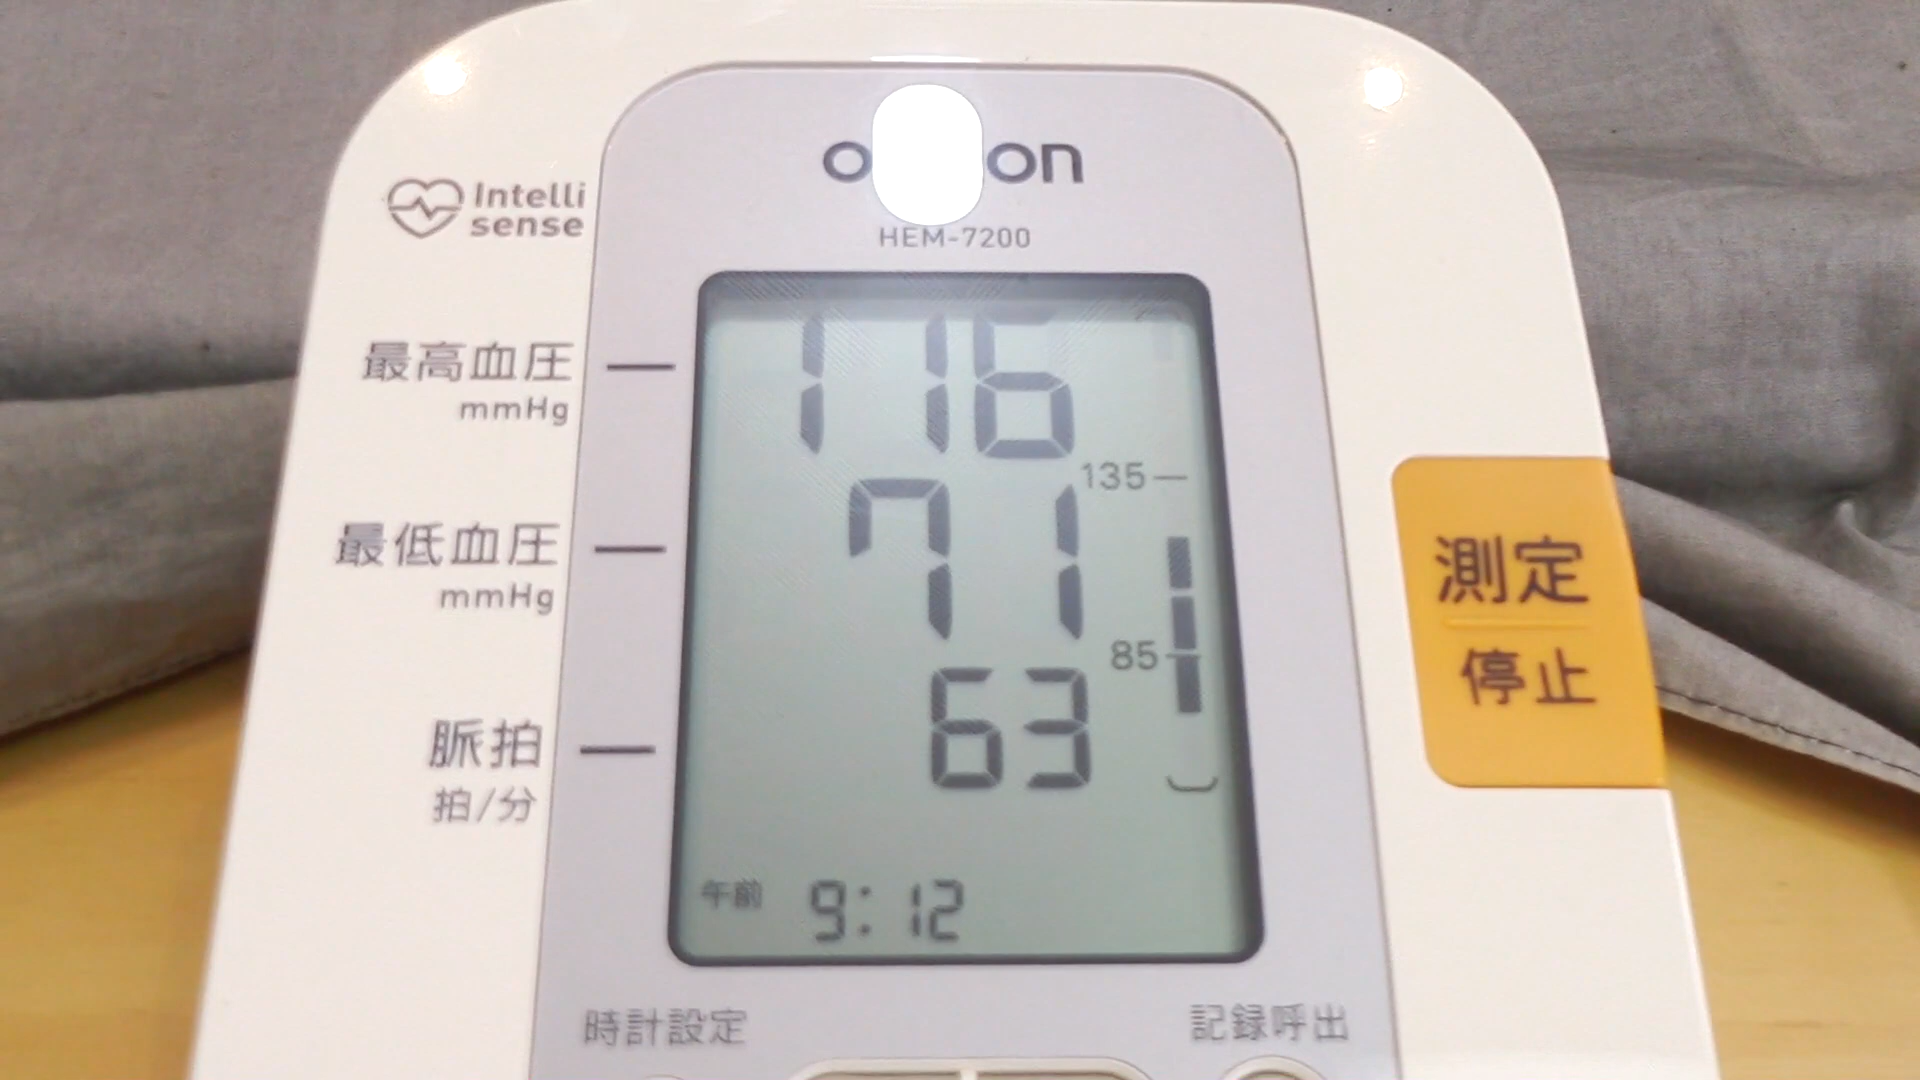 Intelli
sense
HEM-7200
最高血圧
mmHg
116
135
最低血圧
mmHg
71
85
脈拍
拍/分
63
午前 9:12
測定
停止
時計設定
記録呼出